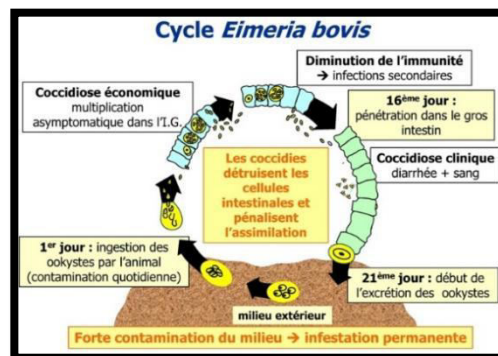 Cycle Eimeria bovis
Diminution de l'immunité
→ infections secondaires
Coccidiose économique
multiplication
asymptomatique dans l'I.G.
16ème jour :
pénétration dans le gros
intestin
Les coccidies
détruisent les
cellules
intestinales et
pénalisent
l'assimilation
Coccidiose clinique
diarrhée + sang
1er jour : ingestion des
ookystes par l'animal
(contamination quotidienne)
21ème jour : début de
l'excrétion des ookystes
milieu extérieur
Forte contamination du milieu → infestation permanente